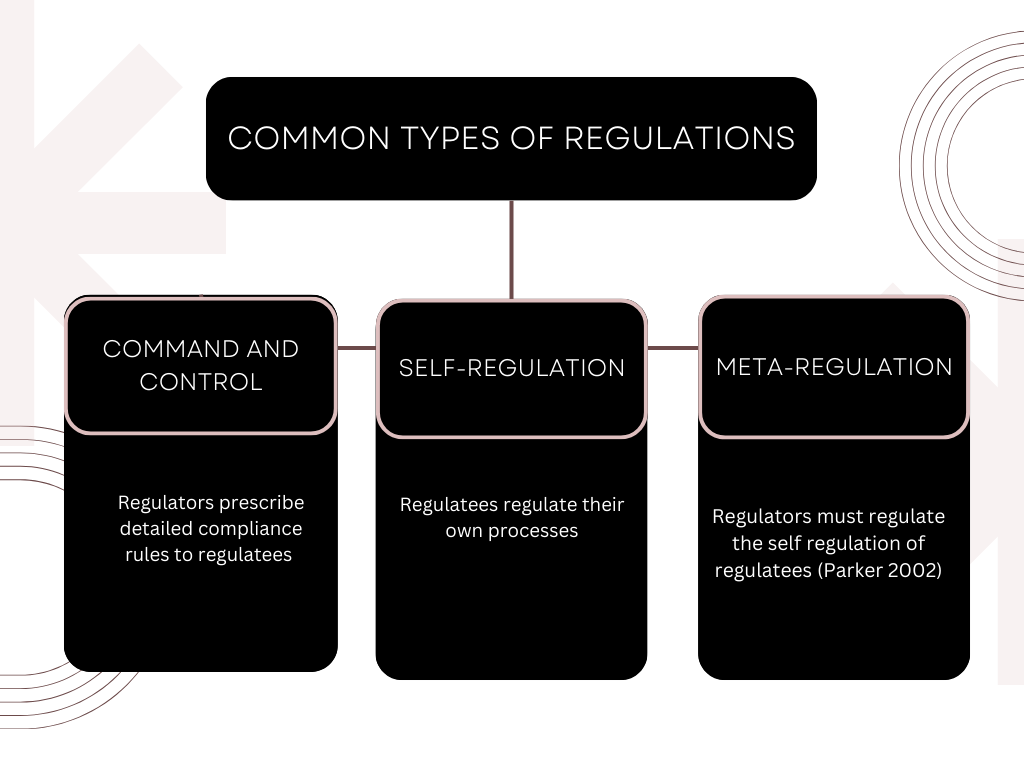 COMMON TYPES OF REGULATIONS
COMMAND AND
CONTROL
Regulators prescribe
detailed compliance
rules to regulatees
SELF-REGULATION
Regulatees regulate their
own processes
META-REGULATION
Regulators must regulate
the self regulation of
regulatees (Parker 2002)